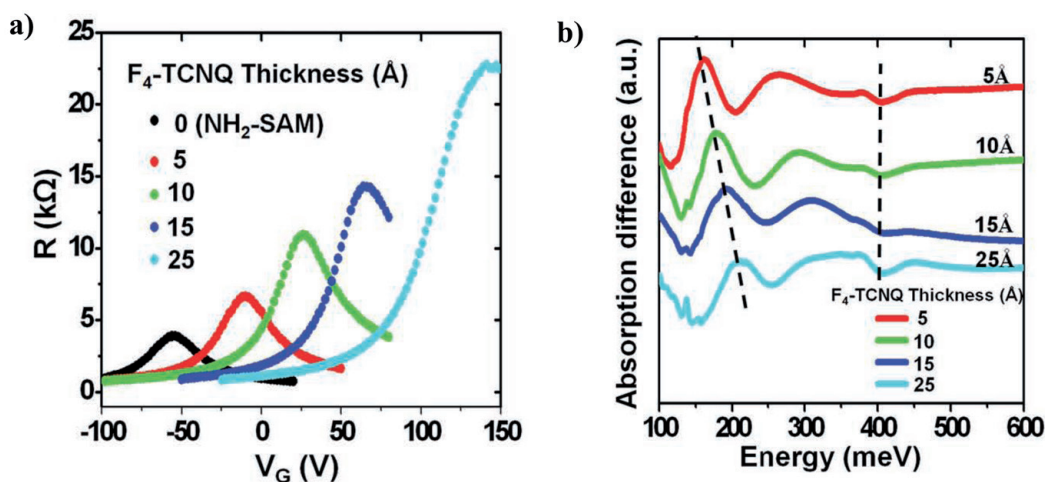 a)
F₄-TCNQ Thickness (Å)
0 (NH₂-SAM)
5
10
15
25
R (kΩ)
25
20
15
10
5
0
-100 -50 0 50 100 150
V_G (V)
b)
Absorption difference (a.u.)
5Å
10Å
15Å
25Å
F₄-TCNQ Thickness (Å)
5
10
15
25
100 200 300 400 500 600
Energy (meV)